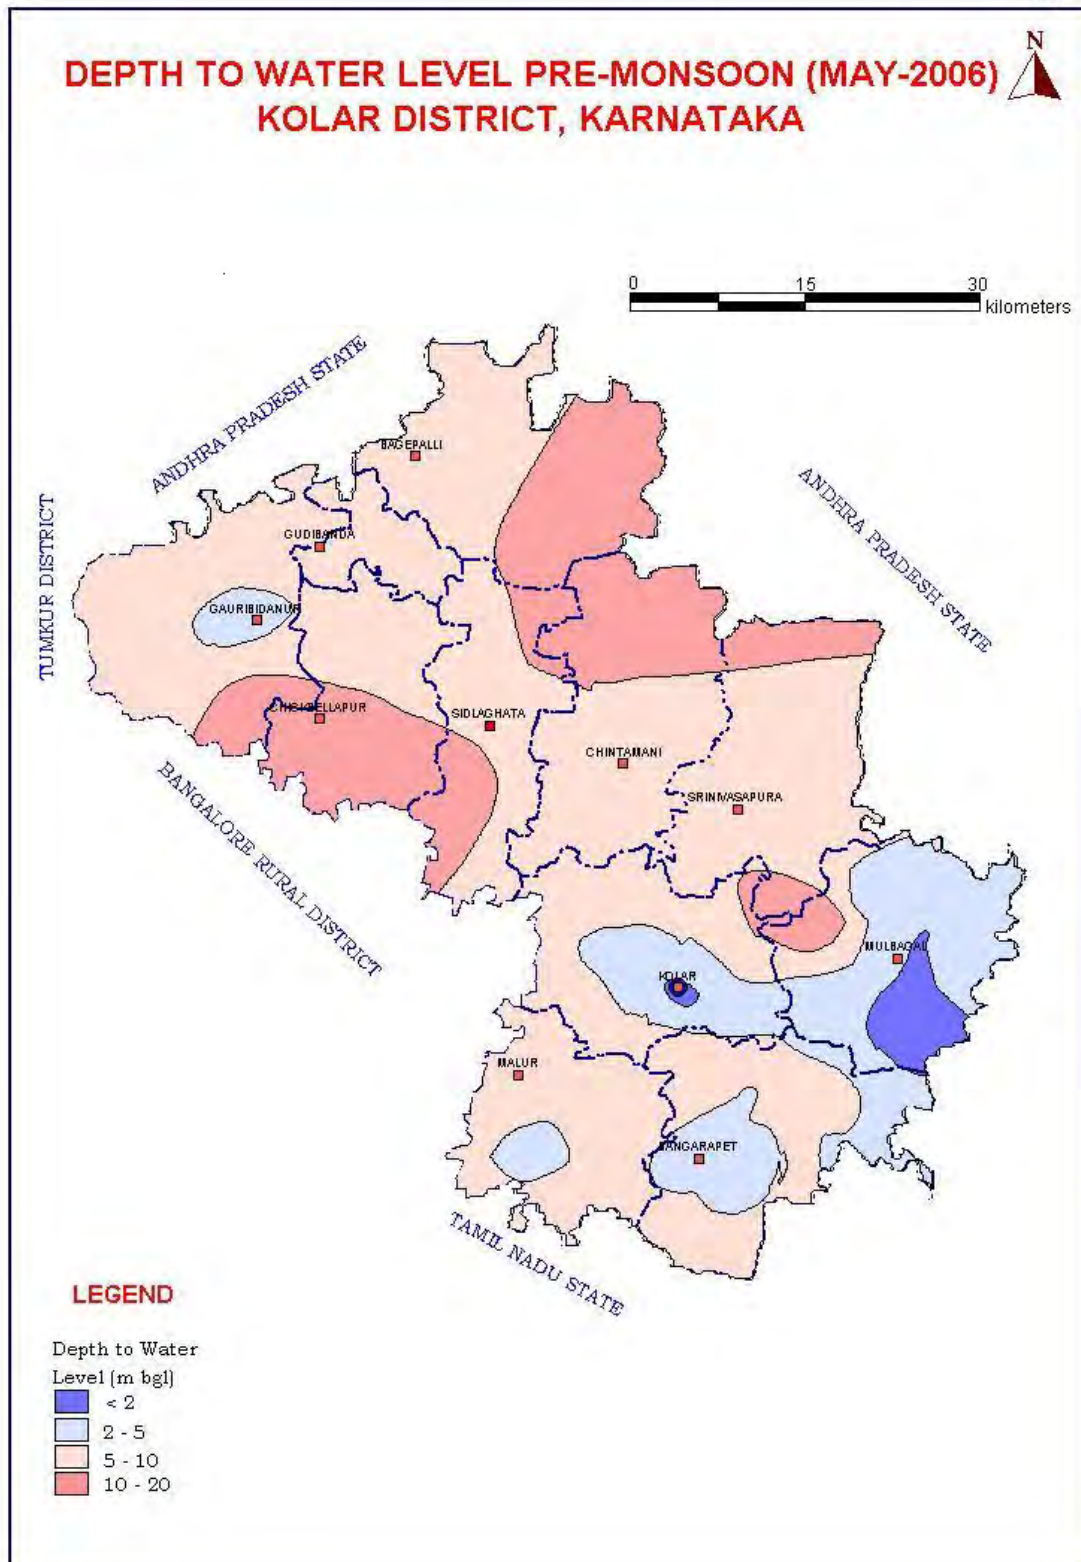 N
DEPTH TO WATER LEVEL PRE-MONSOON (MAY-2006)
KOLAR DISTRICT, KARNATAKA
0 15 30
kilometers
ANDHRA PRADESH STATE
BAGEPALLI
ANDHRA PRADESH STATE
TUMKUR DISTRICT
GUDIBANDA
GAURIBIDANUR
SIDLAGHATA
CHINTAMANI
BANGALORE RURAL DISTRICT
SRINIVASAPURA
MULBAGAL
KOLAR
MALUR
TAMIL NADU STATE
LEGEND
Depth to Water
Level (m bgl)
< 2
2 - 5
5 - 10
10 - 20